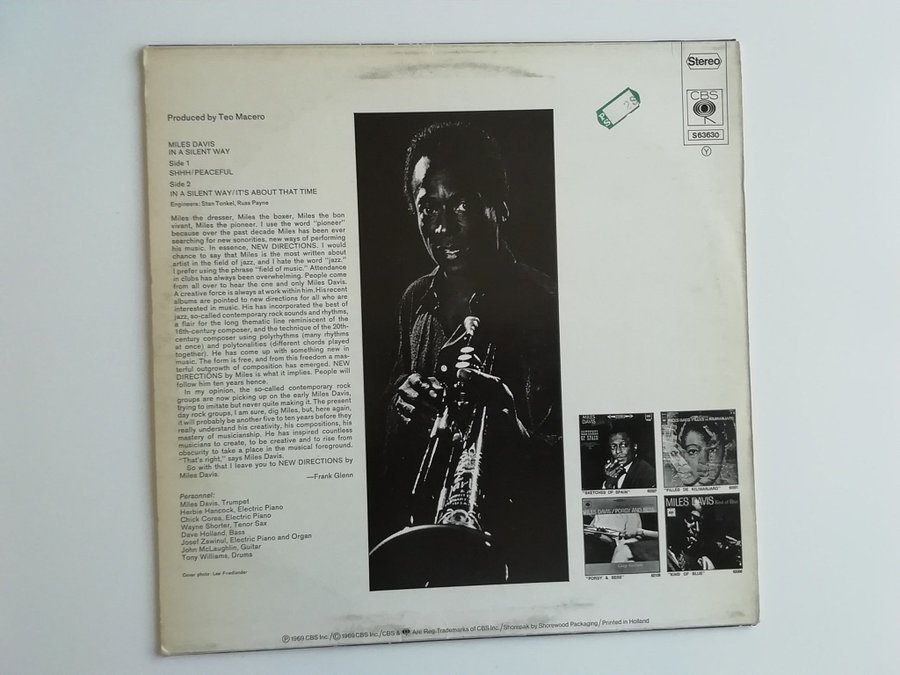 Produced by Teo Macero
MILES DAVIS
IN A SILENT WAY
Side 1
SHHH/PEACEFUL
Side 2
IN A SILENT WAY/IT'S ABOUT THAT TIME
Engineers: Stan Tonkel, Russ Payne
Miles the dresser, Miles the boxer, Miles the bon
vivant, Miles the pioneer. I use the word "pioneer"
because over the past decade Miles has been ever
searching for new sonorities, new ways of performing
his music. In essence, NEW DIRECTIONS. I would
chance to say that Miles is the most written about
artist in the field of jazz, and I hate the word "jazz."
I prefer using the phrase "field of music." Attendance
in clubs has always been overwhelming. People come
from all over to hear the one and only Miles Davis.
A creative force is always at work within him. His recent
albums are pointed to new directions for all who are
interested in music. His has incorporated the best of
jazz, so-called contemporary rock sounds and rhythms,
a flair for the long thematic line reminiscent of the
16th-century composer, and the technique of the 20th-
century composer using polyrhythms (many rhythms
at once) and polytonalities (different chords played
together). He has come up with something new in
music. The form is free, and from this freedom a mas-
terful outgrowth of composition has emerged. NEW
DIRECTIONS by Miles is what it implies. People will
follow him ten years hence.
In my opinion, the so-called contemporary rock
groups are now picking up on the early Miles Davis,
trying to imitate but never quite making it. The present
day rock groups, I am sure, dig Miles, but, here again,
it will probably be another five to ten years before they
really understand his creativity, his compositions, his
mastery of musicianship. He has inspired countless
musicians to create, to be creative and to rise from
obscurity to take a place in the musical foreground.
"That's right," says Miles Davis.
So with that I leave you to NEW DIRECTIONS by
Miles Davis.
—Frank Glenn
Personnel:
Miles Davis, Trumpet
Herbie Hancock, Electric Piano
Chick Corea, Electric Piano
Wayne Shorter, Tenor Sax
Dave Holland, Bass
Josef Zawinul, Electric Piano and Organ
John McLaughlin, Guitar
Tony Williams, Drums
Cover photo: Lee Friedlander
Stereo
CBS
S63630
Y
MILES DAVIS
SKETCHES OF SPAIN
"SKETCHES OF SPAIN"
"FILLES DE KILIMANJARO"
MILES DAVIS/PORGY AND BESS
"PORGY & BESS"
MILES DAVIS Kind of Blue
"KIND OF BLUE"
Ⓟ 1969 CBS Inc./© 1969 CBS Inc./CBS & Are Reg. Trademarks of CBS Inc./Shorepak by Shorewood Packaging/Printed in Holland